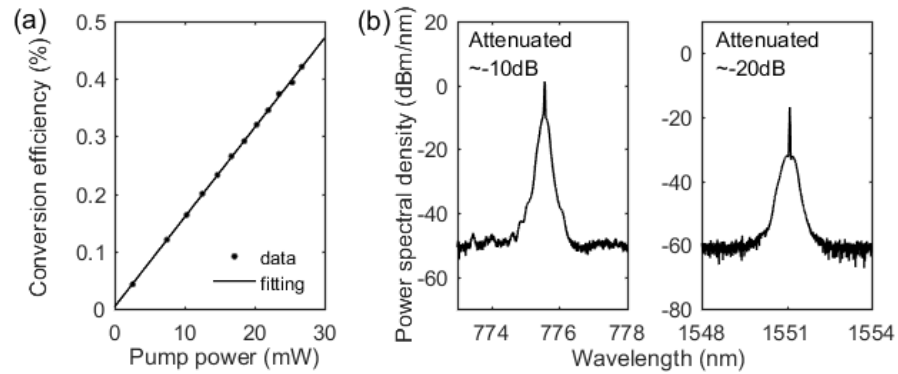 (a)
Conversion efficiency (%)
0.5
0.4
0.3
0.2
0.1
0
data
fitting
0
10
20
30
Pump power (mW)
(b)
Power spectral density (dBm/nm)
20
0
-20
-40
-60
Attenuated
~-10dB
774
776
778
0
-20
-40
-60
-80
Attenuated
~-20dB
1548
1551
1554
Wavelength (nm)